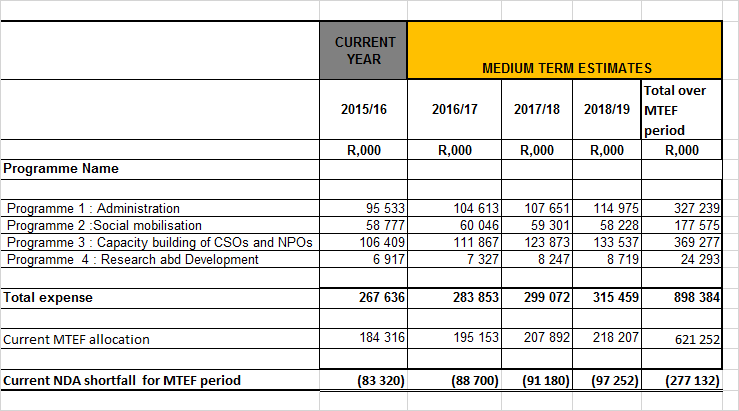 CURRENT YEAR MEDIUM TERM ESTIMATES
2015/16 2016/17 2017/18 2018/19 Total over MTEF period
R,000 R,000 R,000 R,000 R,000
Programme Name
Programme 1 : Administration 95 533 104 613 107 651 114 975 327 239
Programme 2 :Social mobilisation 58 777 60 046 59 301 58 228 177 575
Programme 3 : Capacity building of CSOs and NPOs 106 409 111 867 123 873 133 537 369 277
Programme 4 : Research abd Development 6 917 7 327 8 247 8 719 24 293
Total expense 267 636 283 853 299 072 315 459 898 384
Current MTEF allocation 184 316 195 153 207 892 218 207 621 252
Current NDA shortfall for MTEF period (83 320) (88 700) (91 180) (97 252) (277 132)